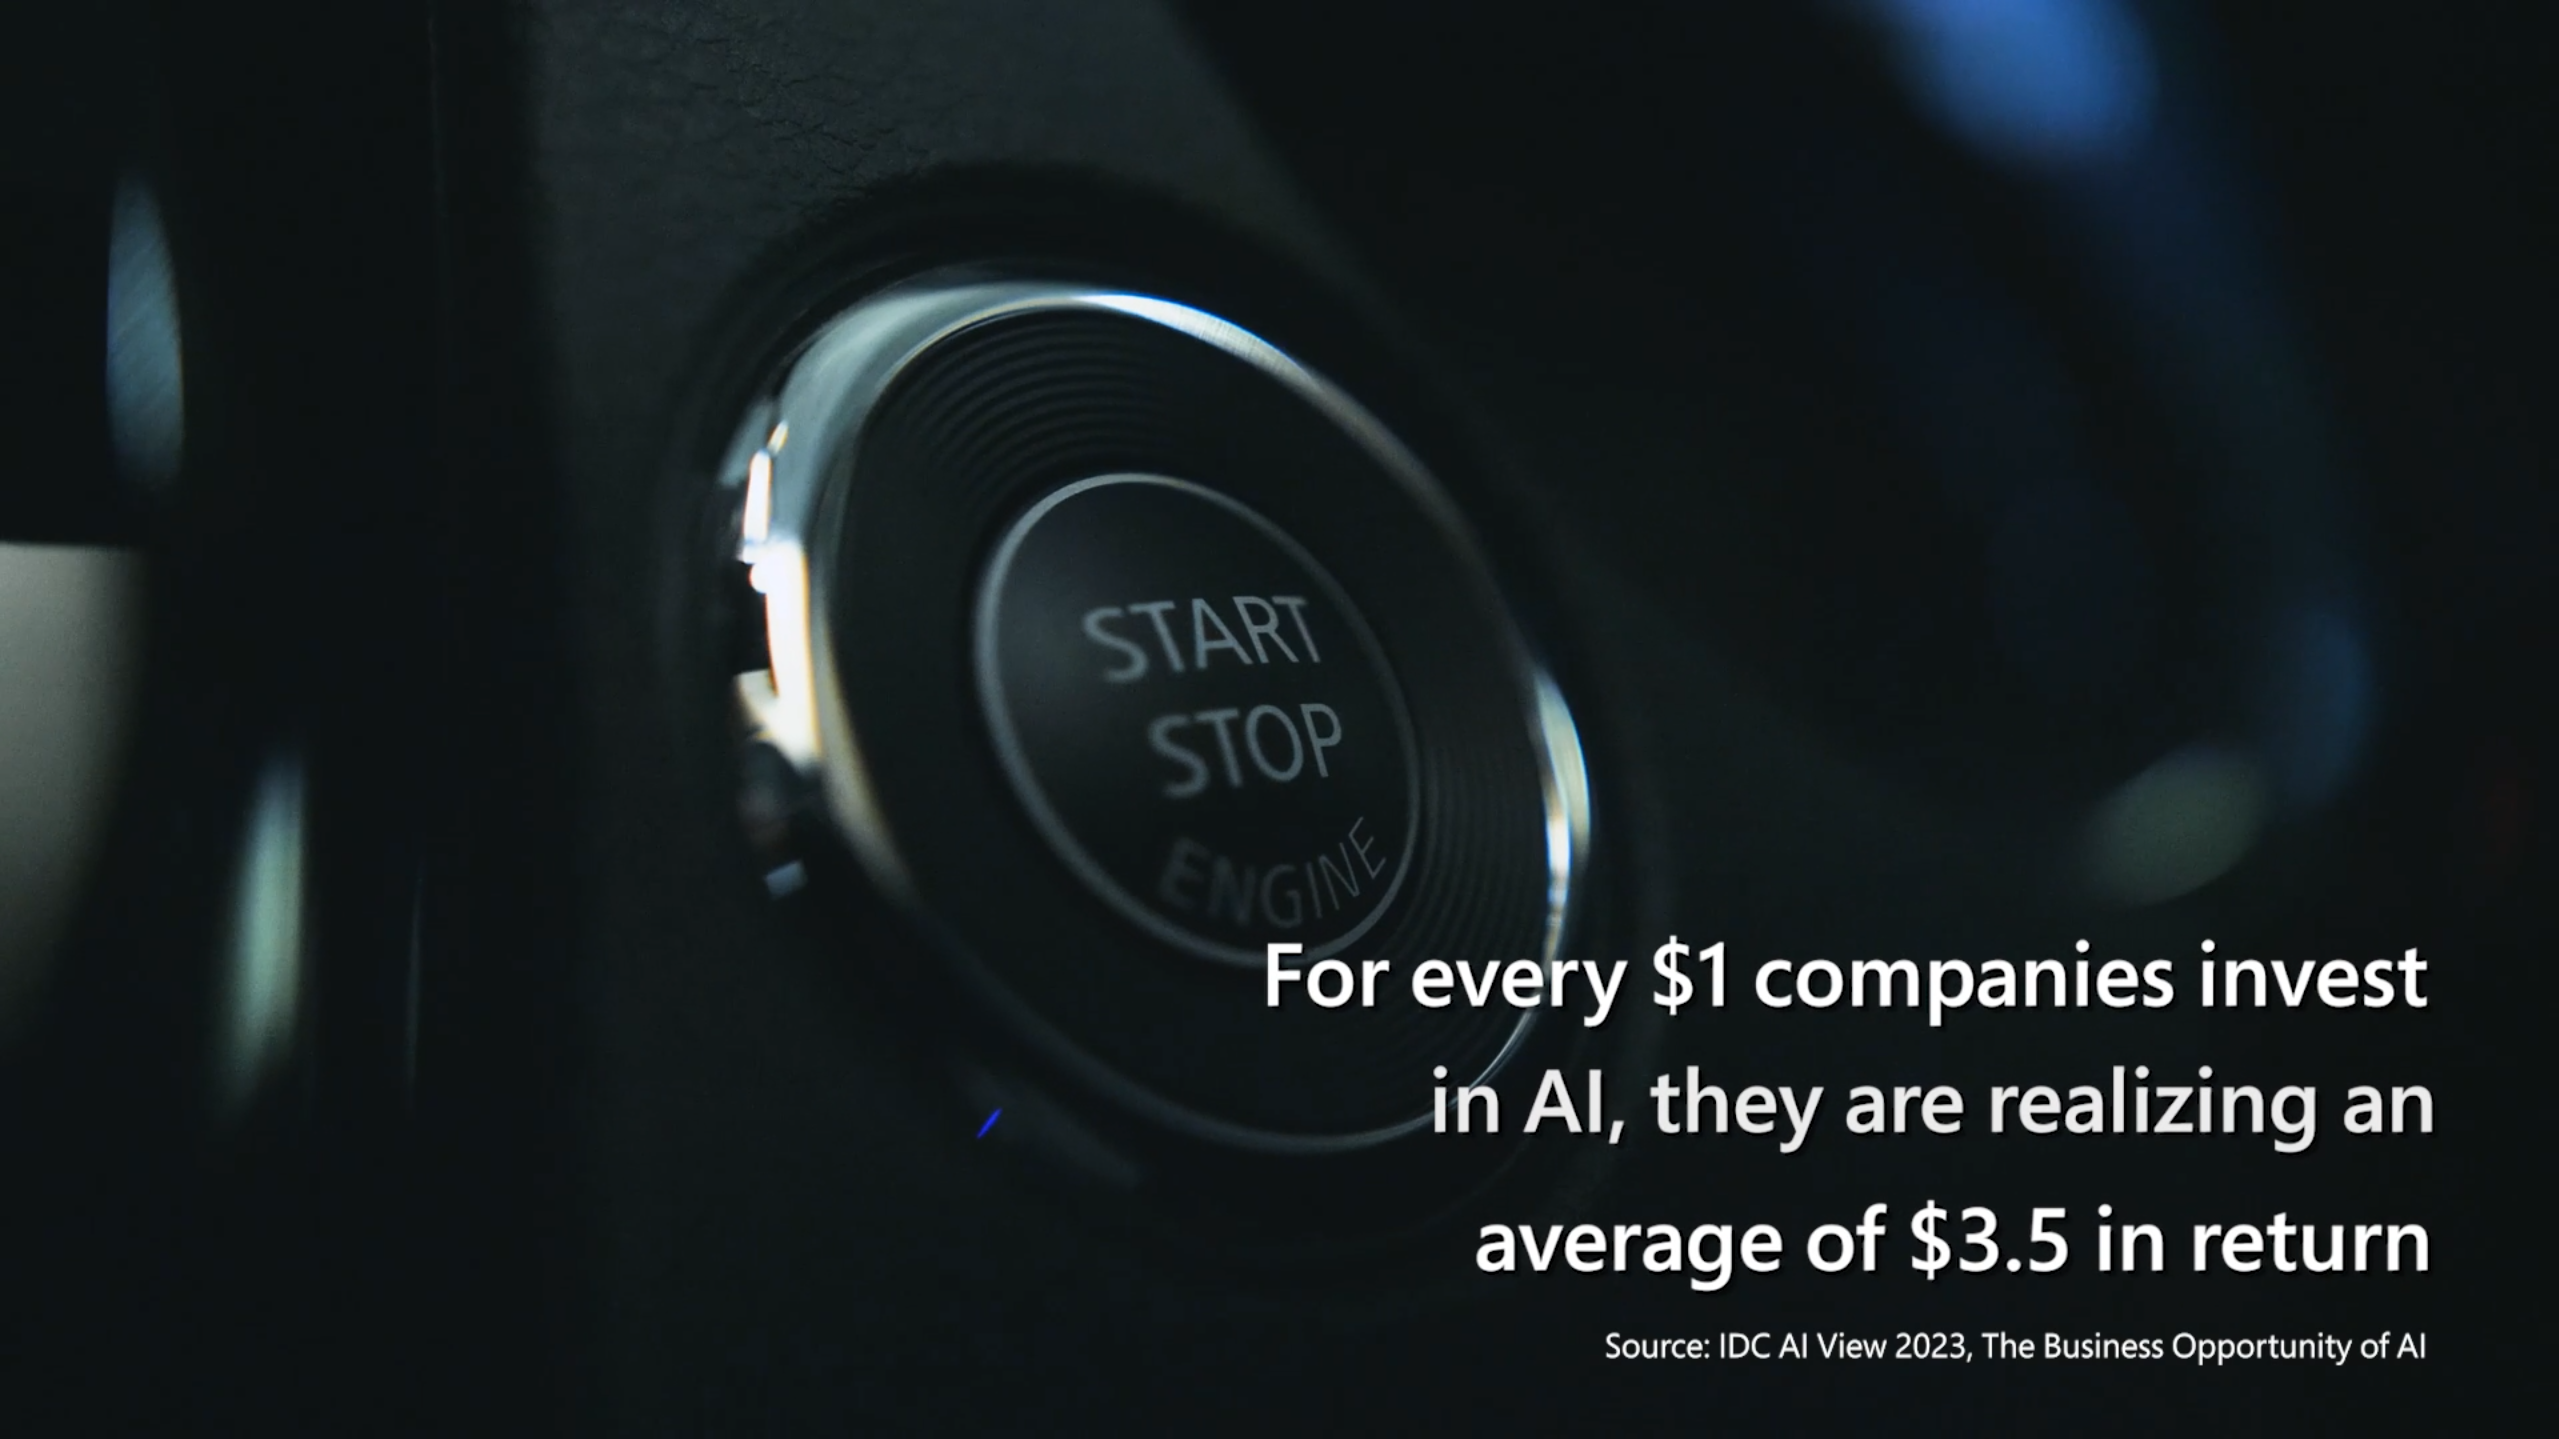 START
STOP
ENGINE
For every $1 companies invest
in AI, they are realizing an
average of $3.5 in return
Source: IDC AI View 2023, The Business Opportunity of AI